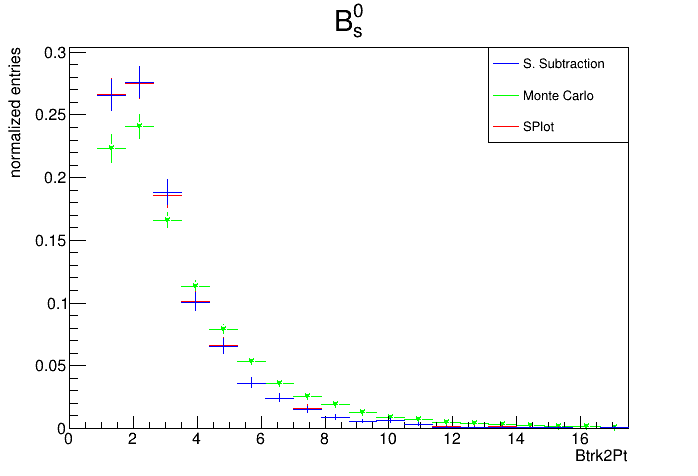 B⁰ₛ
normalized entries
0.3
0.25
0.2
0.15
0.1
0.05
0
S. Subtraction
Monte Carlo
SPlot
0 2 4 6 8 10 12 14 16
Btrk2Pt